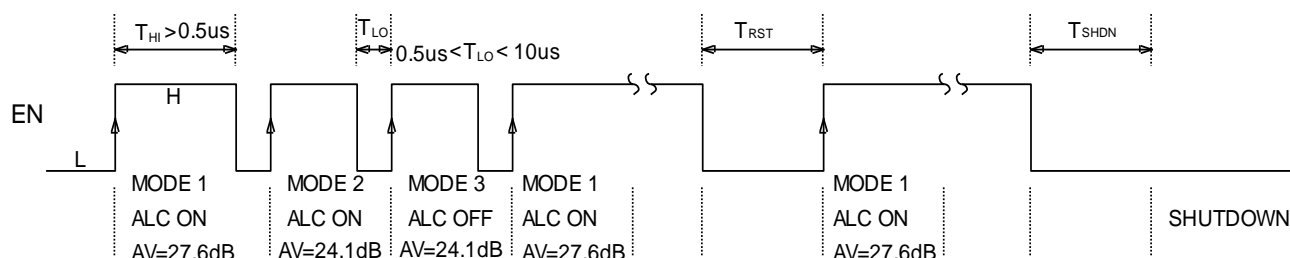 THI>0.5us
TLO
0.5us<TLO<10us
TRST
TSHDN
EN
H
L
MODE 1 MODE 2 MODE 3 MODE 1 MODE 1
ALC ON ALC ON ALC OFF ALC ON ALC ON SHUTDOWN
AV=27.6dB AV=24.1dB AV=24.1dB AV=27.6dB AV=27.6dB